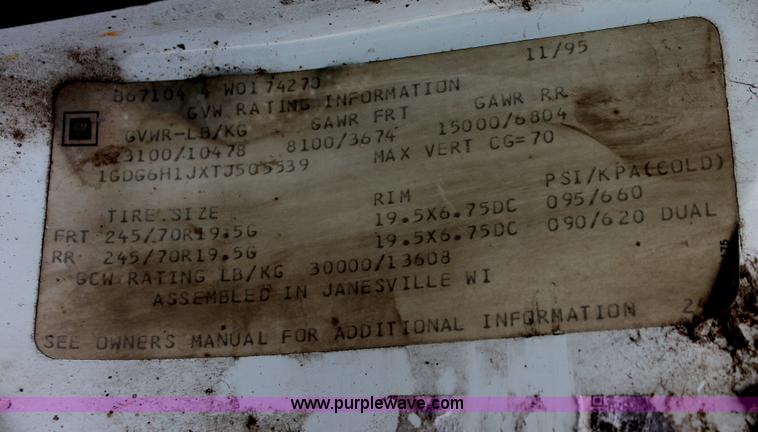 11/95
867104 4 W0174270
GVW RATING INFORMATION
GVWR-LB/KG GAWR FRT GAWR RR
23100/10478 8100/3674 15000/6804
1GDG6H1JXTJ505539 MAX VERT CG=70
TIRE SIZE RIM PSI/KPA(COLD)
FRT 245/70R19.5G 19.5X6.75DC 095/660
RR 245/70R19.5G 19.5X6.75DC 090/620 DUAL
GCW RATING LB/KG 30000/13608
ASSEMBLED IN JANESVILLE WI
SEE OWNERS MANUAL FOR ADDITIONAL INFORMATION
www.purplewave.com